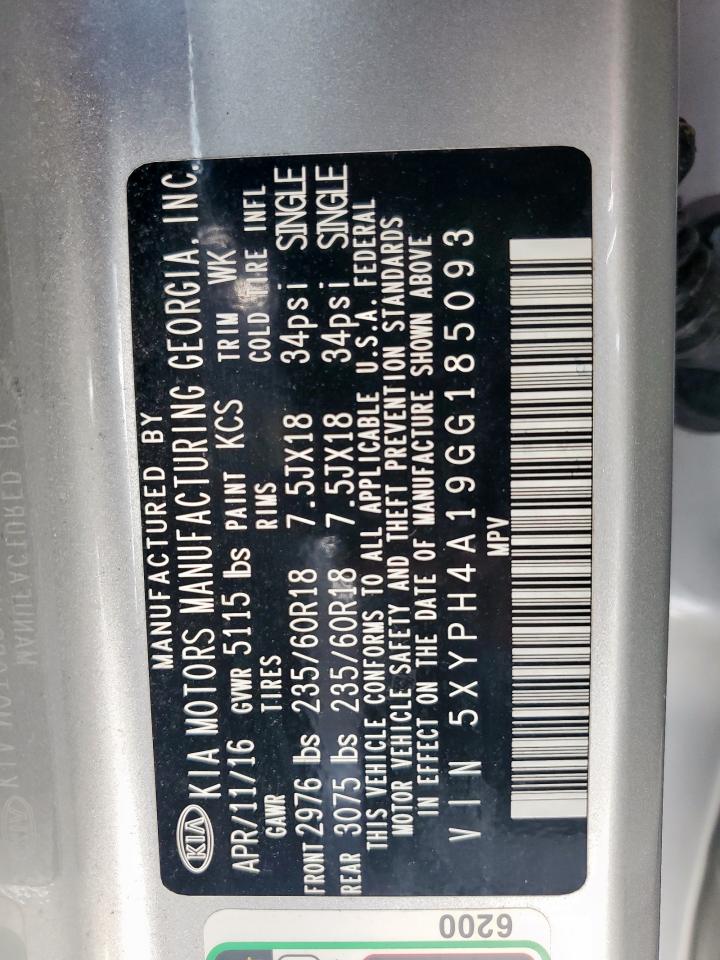 MANUFACTURED BY
KIA KIA MOTORS MANUFACTURING GEORGIA, INC.
APR/11/16 GVWR 5115 lbs PAINT KCS TRIM WK
GAWR TIRES RIMS COLD TIRE INFL
FRONT 2976 lbs 235/60R18 7.5JX18 34psi SINGLE
REAR 3075 lbs 235/60R18 7.5JX18 34psi SINGLE
THIS VEHICLE CONFORMS TO ALL APPLICABLE U.S.A. FEDERAL
MOTOR VEHICLE SAFETY AND THEFT PREVENTION STANDARDS
IN EFFECT ON THE DATE OF MANUFACTURE SHOWN ABOVE
VIN 5XYPH4A19GG185093
MPV
6200